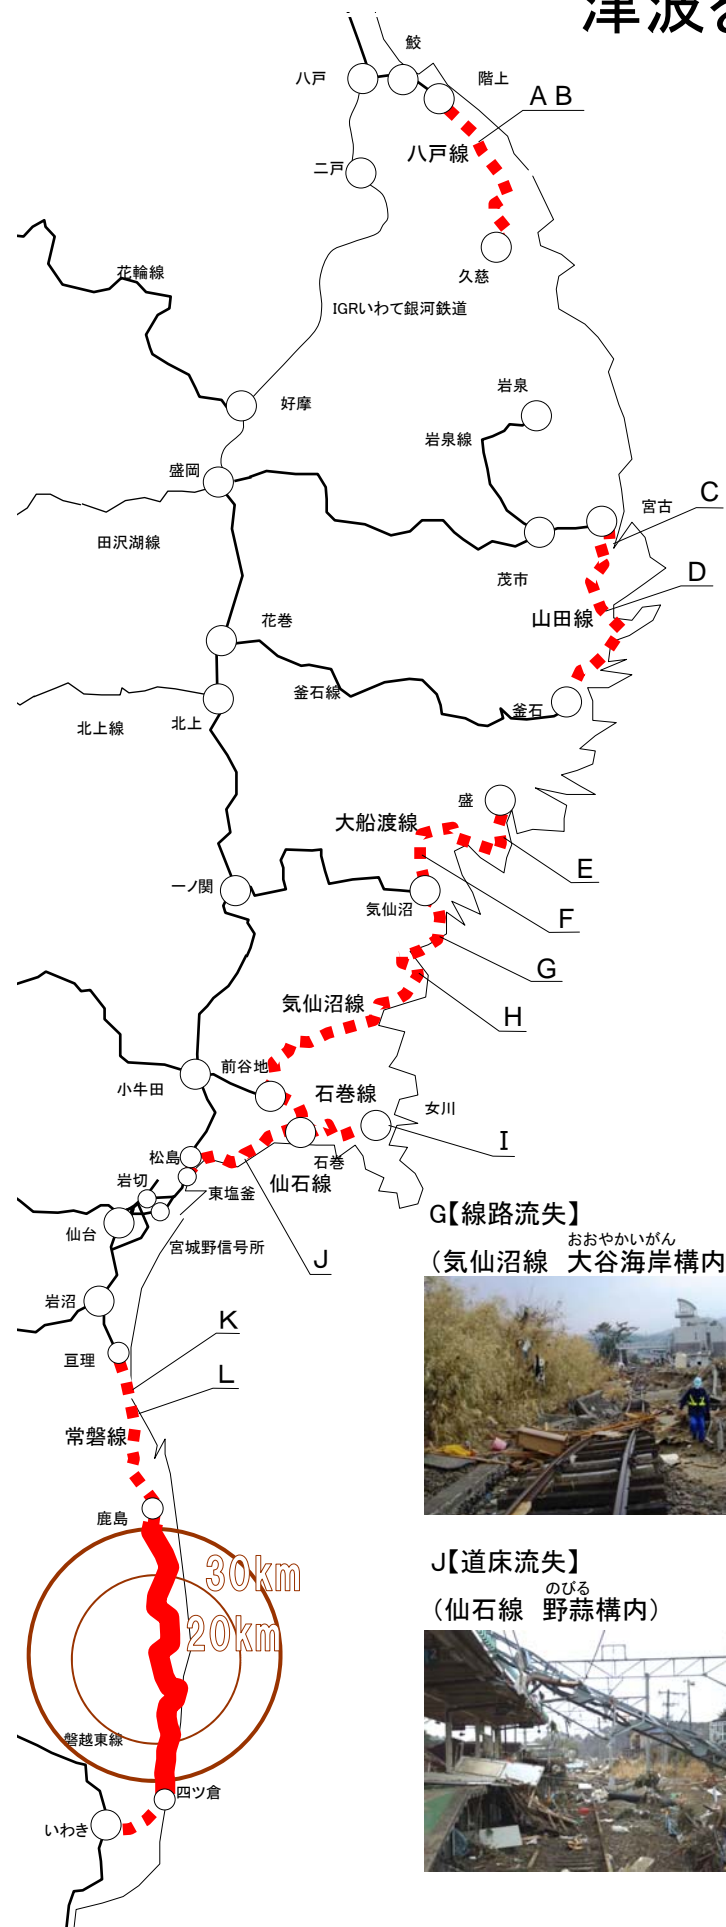 津波
鮫
八戸
階上
A B
八戸線
二戸
久慈
花輪線
IGRいわて銀河鉄道
岩泉
好摩
岩泉線
盛岡
宮古
C
田沢湖線
茂市
D
花巻
山田線
釜石線
釜石
北上線
北上
盛
大船渡線
E
一ノ関
気仙沼
F
G
気仙沼線
H
前谷地
小牛田
石巻線
女川
I
松島
石巻
岩切
東塩釜
仙石線
仙台
宮城野信号所
J
G【線路流失】
おおやかいがん
(気仙沼線 大谷海岸構内
岩沼
K
亘理
L
常磐線
鹿島
30km
20km
J【道床流失】
のびる
(仙石線 野蒜構内)
磐越東線
四ツ倉
いわき